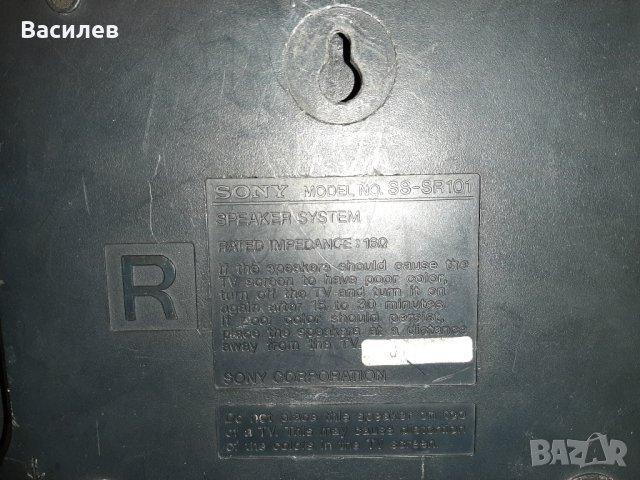 Василев
SONY MODEL NO. SS-SR101
SPEAKER SYSTEM
RATED IMPEDANCE: 16Ω
If the speakers should cause the
TV screen to have poor color,
turn off the TV and turn it on
again after 15 to 30 minutes.
If poor color should persist,
place the speakers at a distance
away from the TV.
SONY CORPORATION
R
Do not place this speaker on top
of a TV. This may cause distortion
of the colors in the TV screen.
BAZAR